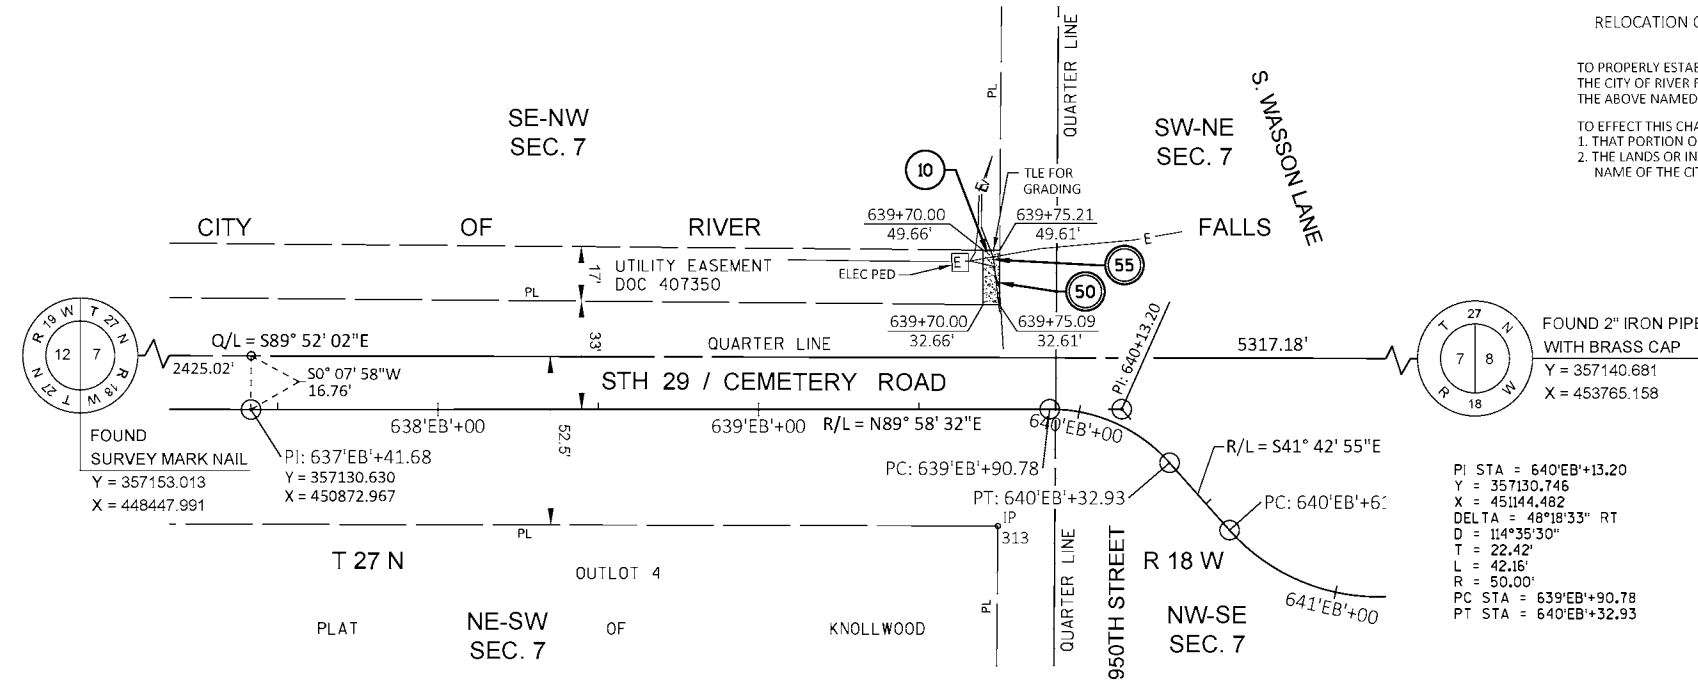 RELOCATION
TO PROPERLY
THE CITY OF RIVER
THE ABOVE NAMED
TO EFFECT THIS
1. THAT PORTION
2. THE LANDS OR
NAME OF THE
SE-NW
SEC. 7
SW-NE
SEC. 7
S. WASSON LANE
QUARTER LINE
PL
10
TLE FOR
GRADING
E
639+70.00
49.66'
639+75.21
49.61'
CITY OF RIVER FALLS
E
17'
UTILITY EASEMENT
DOC 407350
ELEC PED
E
55
50
PL
639+70.00
32.66'
639+75.09
32.61'
PI: 640+13.20
33'
R 19 W T 27 N
12 7
T 27 N R 18 W
Q/L = S89° 52' 02"E
2425.02'
S0° 07' 58"W
16.76'
QUARTER LINE
5317.18'
STH 29 / CEMETERY ROAD
T 27 N
7 8
R 18 W
FOUND 2" IRON PIPE
WITH BRASS CAP
Y = 357140.681
X = 453765.158
638'EB'+00
639'EB'+00
R/L = N89° 58' 32"E
640'EB'+00
FOUND
SURVEY MARK NAIL
Y = 357153.013
X = 448447.991
PI: 637'EB'+41.68
Y = 357130.630
X = 450872.967
52.5'
PC: 639'EB'+90.78
PT: 640'EB'+32.93
R/L = S41° 42' 55"E
PC: 640'EB'+
PI STA = 640'EB'+13.20
Y = 357130.746
X = 451144.482
DELTA = 48°18'33" RT
D = 114°35'30"
T = 22.42'
L = 42.16'
R = 50.00'
PC STA = 639'EB'+90.78
PT STA = 640'EB'+32.93
PL
IP
313
T 27 N
OUTLOT 4
R 18 W
QUARTER LINE
950TH STREET
PL
641'EB'+00
PLAT OF KNOLLWOOD
NE-SW
SEC. 7
NW-SE
SEC. 7